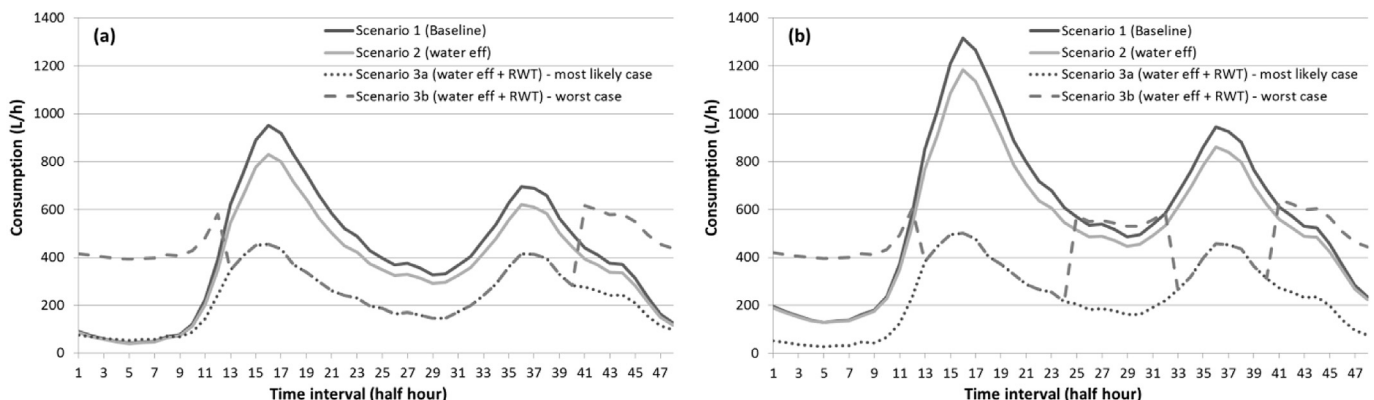 (a)
Scenario 1 (Baseline)
Scenario 2 (water eff)
Scenario 3a (water eff + RWT) - most likely case
Scenario 3b (water eff + RWT) - worst case
Consumption (L/h)
1400
1200
1000
800
600
400
200
0
1 3 5 7 9 11 13 15 17 19 21 23 25 27 29 31 33 35 37 39 41 43 45 47
Time interval (half hour)
(b)
Scenario 1 (Baseline)
Scenario 2 (water eff)
Scenario 3a (water eff + RWT) - most likely case
Scenario 3b (water eff + RWT) - worst case
Consumption (L/h)
1400
1200
1000
800
600
400
200
0
1 3 5 7 9 11 13 15 17 19 21 23 25 27 29 31 33 35 37 39 41 43 45 47
Time interval (half hour)